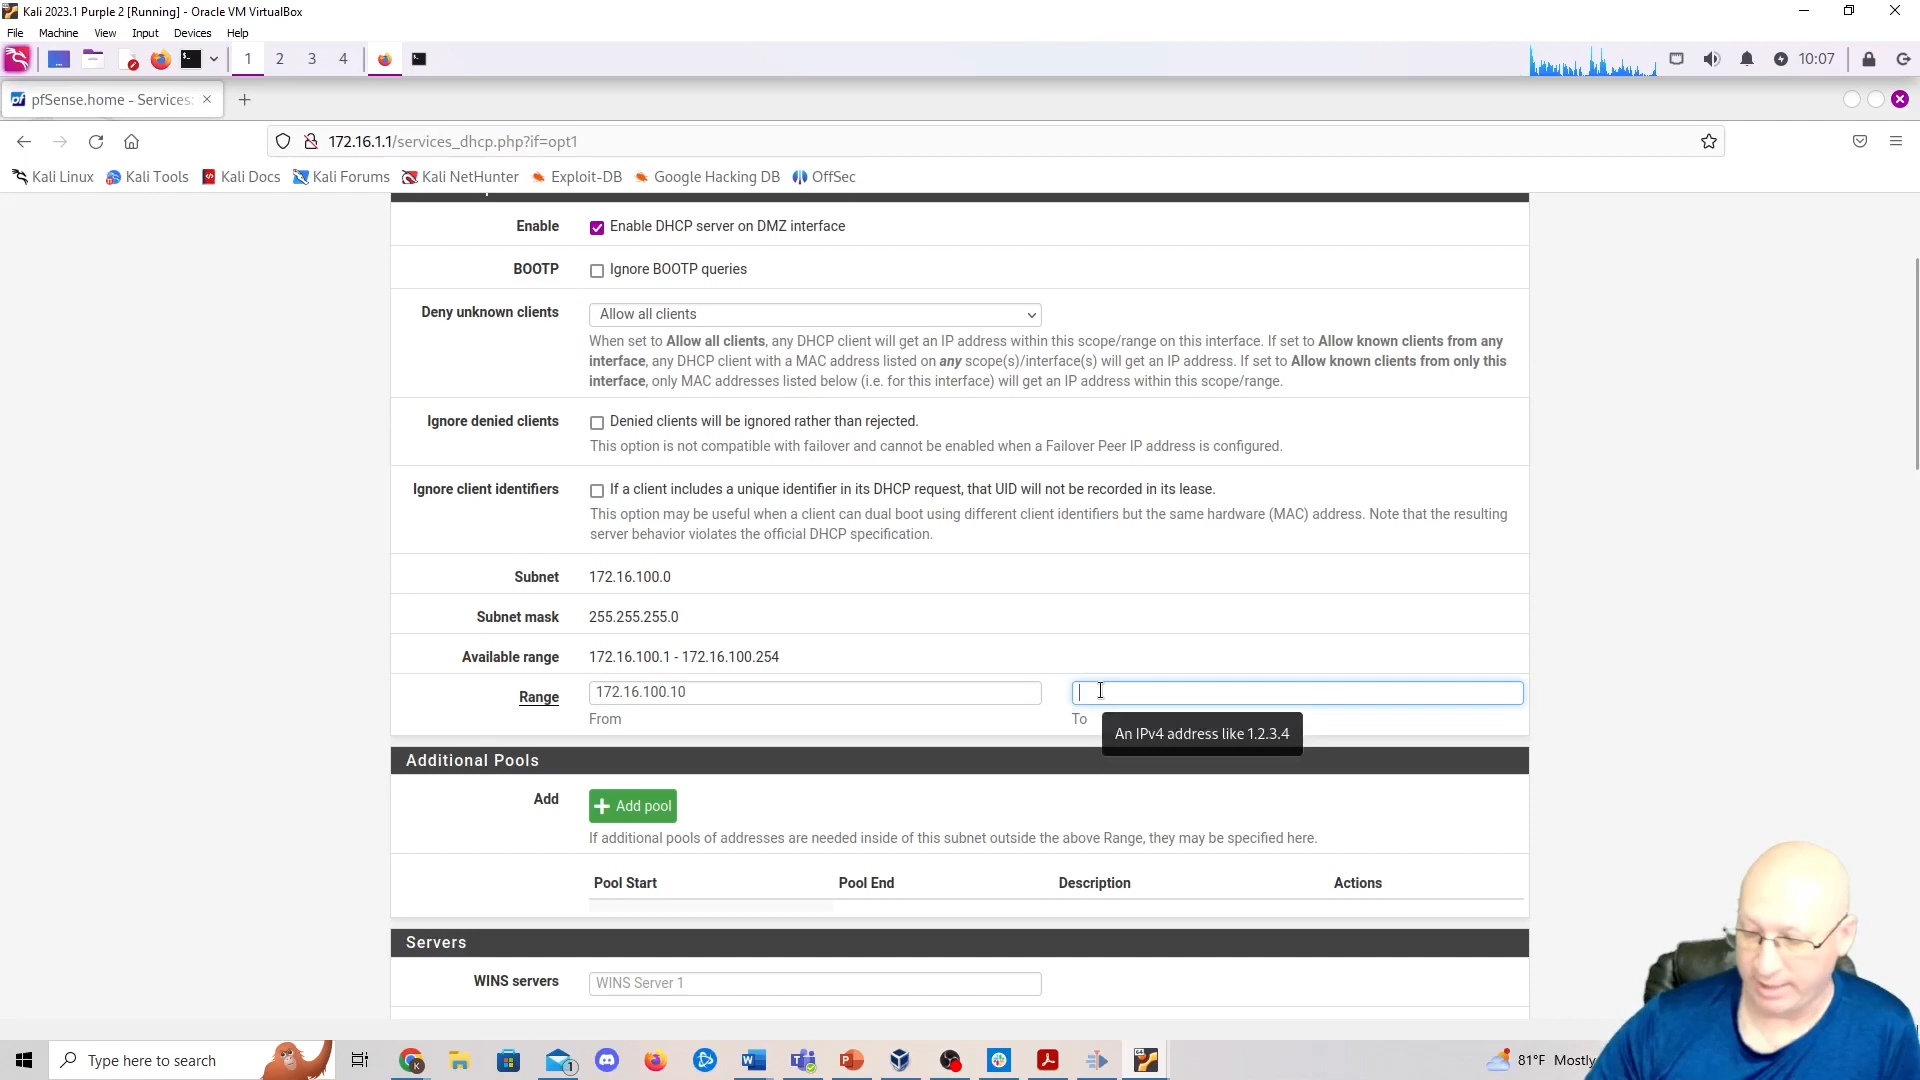 Kali 2023.1 Purple 2 [Running] - Oracle VM VirtualBox
File Machine View Input Devices Help
1 2 3 4 10:07
pfSense.home - Services:
172.16.1.1/services_dhcp.php?if=opt1
Kali Linux Kali Tools Kali Docs Kali Forums Kali NetHunter Exploit-DB Google Hacking DB OffSec
Enable Enable DHCP server on DMZ interface
BOOTP Ignore BOOTP queries
Deny unknown clients Allow all clients
When set to Allow all clients, any DHCP client will get an IP address within this scope/range on this interface. If set to Allow known clients from any
interface, any DHCP client with a MAC address listed on any scope(s)/interface(s) will get an IP address. If set to Allow known clients from only this
interface, only MAC addresses listed below (i.e. for this interface) will get an IP address within this scope/range.
Ignore denied clients Denied clients will be ignored rather than rejected.
This option is not compatible with failover and cannot be enabled when a Failover Peer IP address is configured.
Ignore client identifiers If a client includes a unique identifier in its DHCP request, that UID will not be recorded in its lease.
This option may be useful when a client can dual boot using different client identifiers but the same hardware (MAC) address. Note that the resulting
server behavior violates the official DHCP specification.
Subnet 172.16.100.0
Subnet mask 255.255.255.0
Available range 172.16.100.1 - 172.16.100.254
Range 172.16.100.10
From To
An IPv4 address like 1.2.3.4
Additional Pools
Add Add pool
If additional pools of addresses are needed inside of this subnet outside the above Range, they may be specified here.
Pool Start Pool End Description Actions
Servers
WINS servers WINS Server 1
Type here to search 81°F Mostly